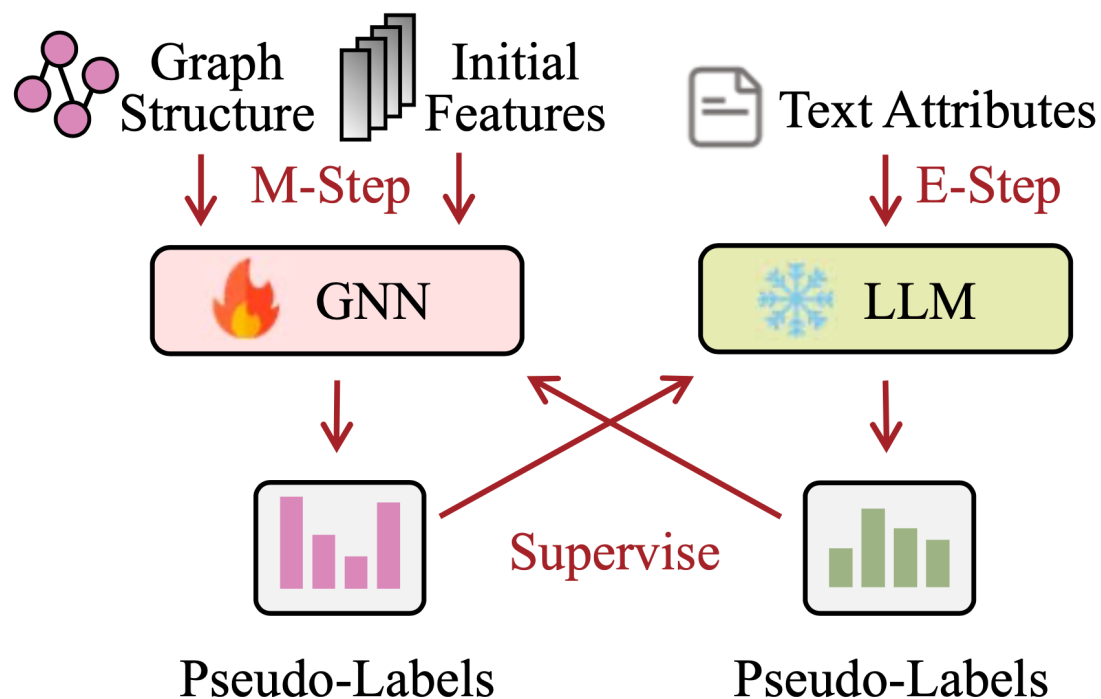 Graph
Structure
Initial
Features
Text Attributes
M-Step
E-Step
GNN
LLM
Supervise
Pseudo-Labels
Pseudo-Labels